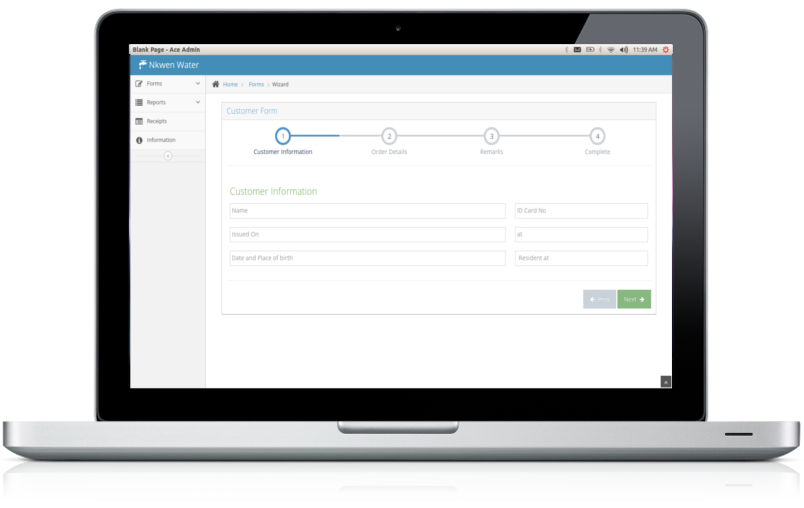 Blank Page - Ace Admin
11:39 AM
Nkwen Water
Forms
Reports
Receipts
Information
Home > Forms > Wizard
Customer Form
1
2
3
4
Customer Information
Order Details
Remarks
Complete
Customer Information
Name
ID Card No
Issued On
at
Date and Place of birth
Resident at
Prev
Next